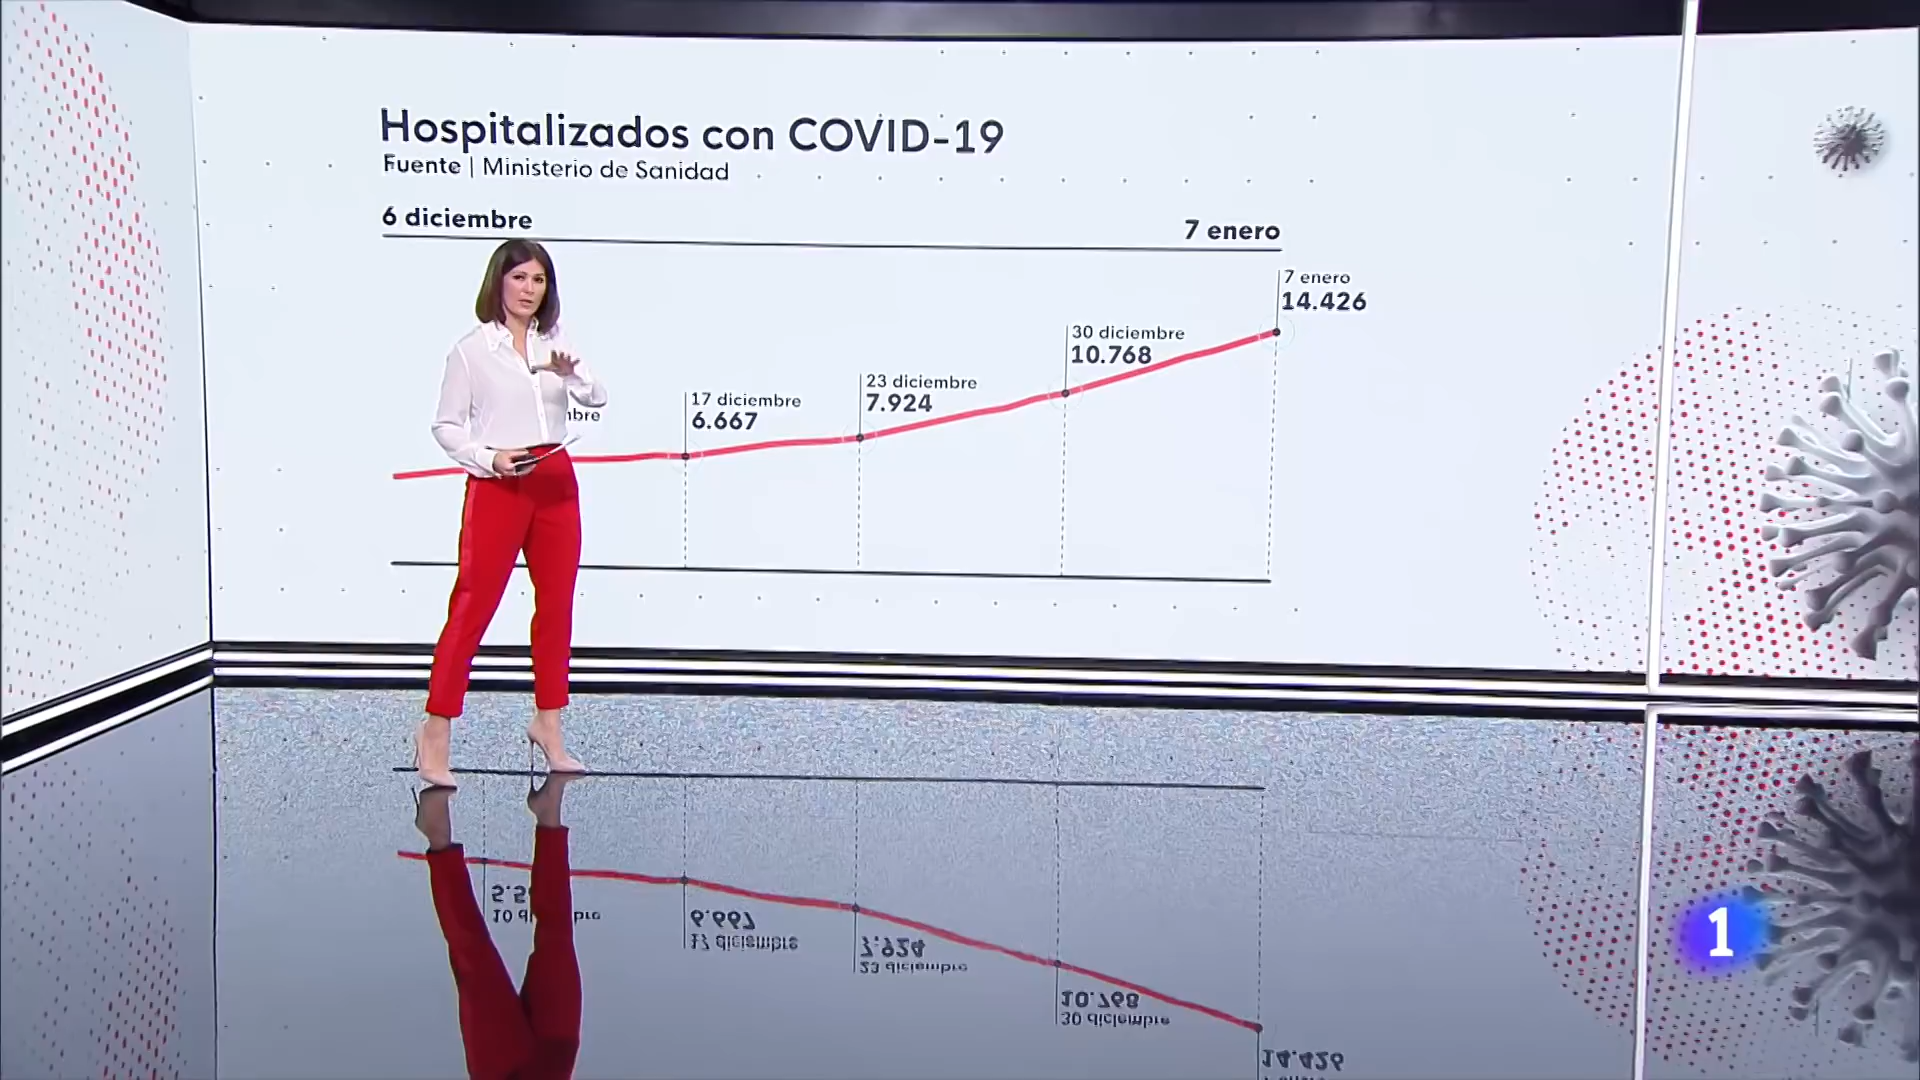 Hospitalizados con COVID-19
Fuente | Ministerio de Sanidad
6 diciembre
7 enero
7 enero
14.426
30 diciembre
10.768
23 diciembre
7.924
17 diciembre
6.667
1